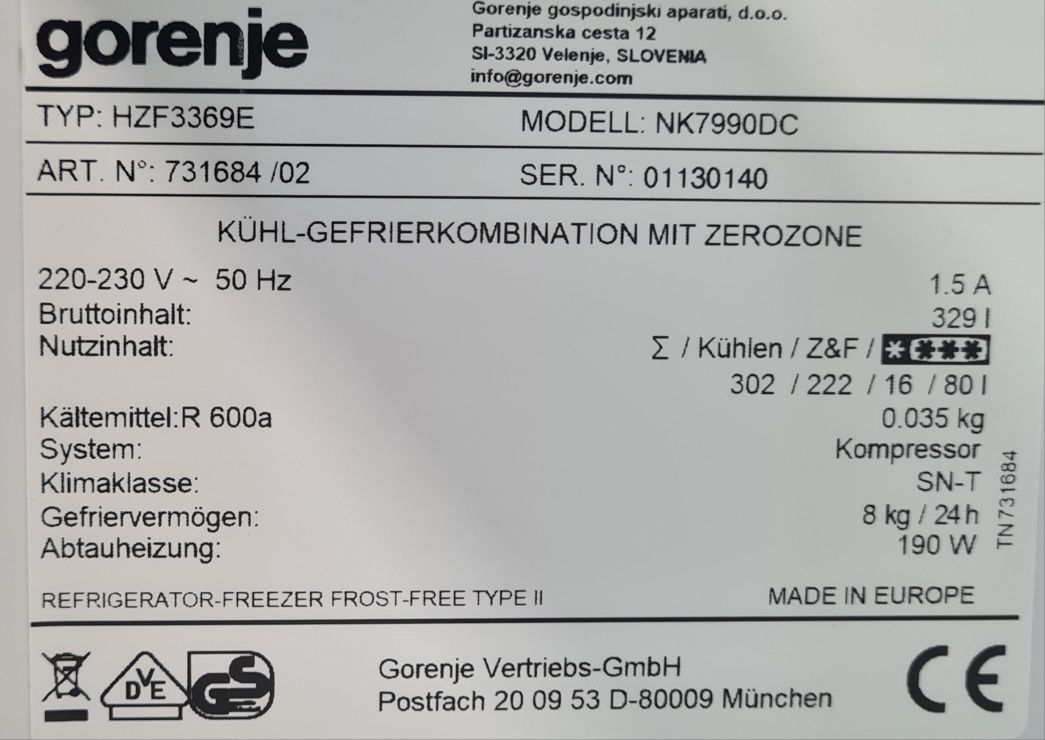 gorenje
Gorenje gospodinjski aparati, d.o.o.
Partizanska cesta 12
SI-3320 Velenje, SLOVENIA
info@gorenje.com
TYP: HZF3369E MODELL: NK7990DC
ART. N°: 731684 /02 SER. N°: 01130140
KÜHL-GEFRIERKOMBINATION MIT ZEROZONE
220-230 V ~ 50 Hz 1.5 A
Bruttoinhalt: 329 l
Nutzinhalt: Σ / Kühlen / Z&F / * ***
302 / 222 / 16 / 80 l
Kältemittel:R 600a 0.035 kg
System: Kompressor
Klimaklasse: SN-T
Gefriervermögen: 8 kg / 24 h
Abtauheizung: 190 W
TN731684
REFRIGERATOR-FREEZER FROST-FREE TYPE II MADE IN EUROPE
DVE GS
Gorenje Vertriebs-GmbH
Postfach 20 09 53 D-80009 München
CE